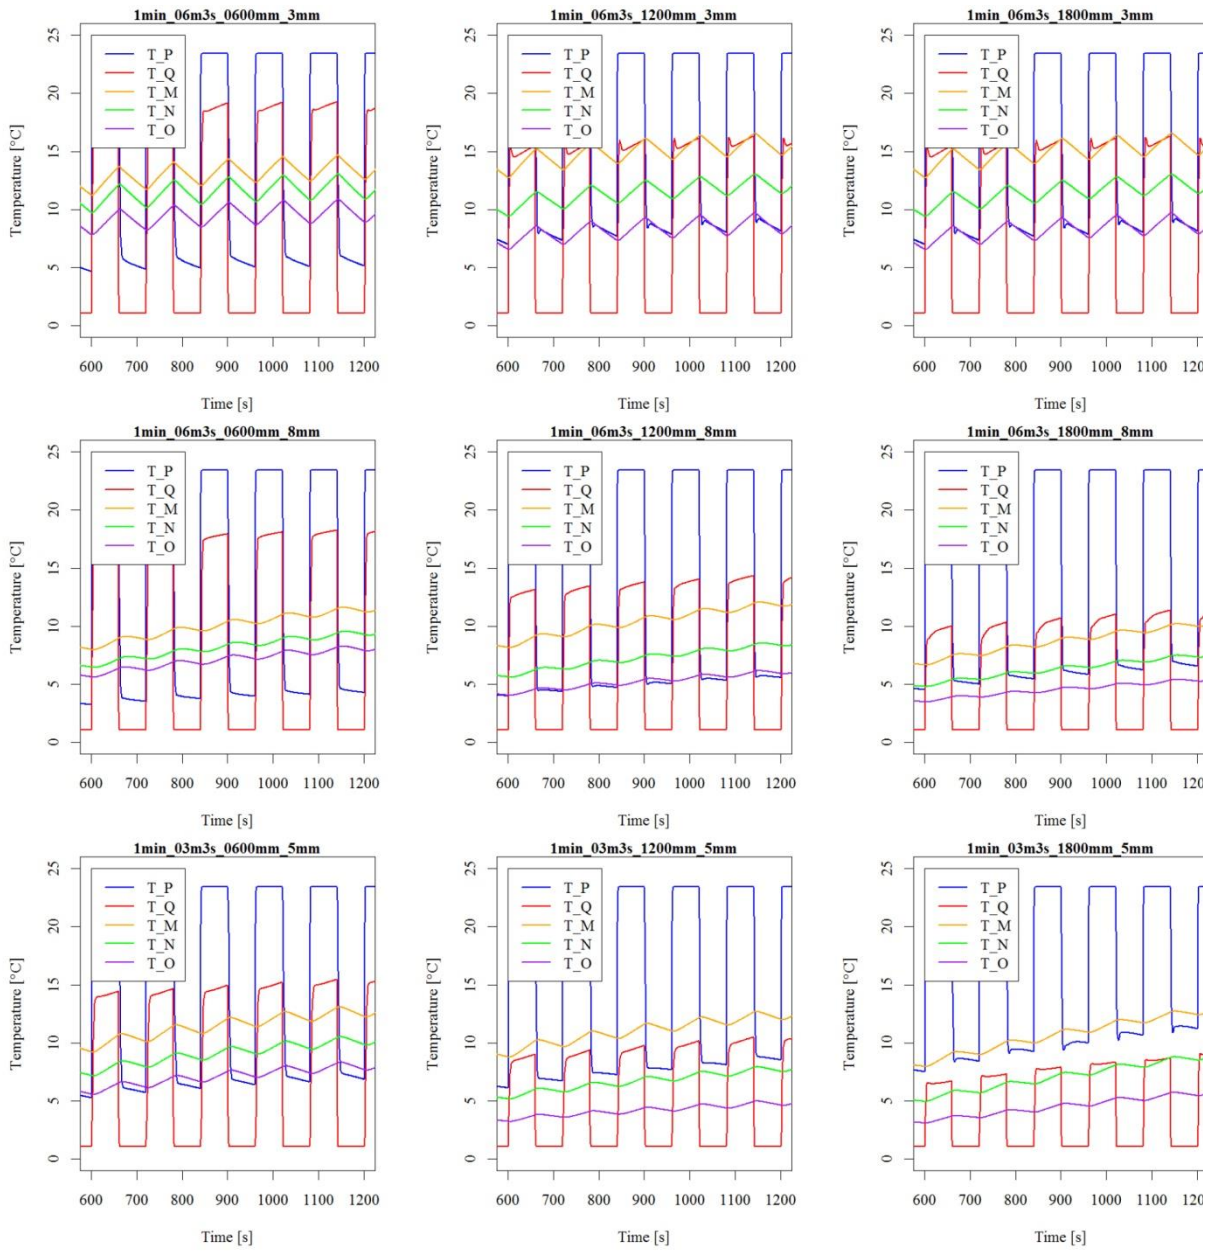 1min_06m3s_0600mm_3mm
Temperature [°C]
0 5 10 15 20 25
T_P
T_Q
T_M
T_N
T_O
600 700 800 900 1000 1100 1200
Time [s]
1min_06m3s_1200mm_3mm
Temperature [°C]
0 5 10 15 20 25
T_P
T_Q
T_M
T_N
T_O
600 700 800 900 1000 1100 1200
Time [s]
1min_06m3s_1800mm_3mm
Temperature [°C]
0 5 10 15 20 25
T_P
T_Q
T_M
T_N
T_O
600 700 800 900 1000 1100 1200
Time [s]
1min_06m3s_0600mm_8mm
Temperature [°C]
0 5 10 15 20 25
T_P
T_Q
T_M
T_N
T_O
600 700 800 900 1000 1100 1200
Time [s]
1min_06m3s_1200mm_8mm
Temperature [°C]
0 5 10 15 20 25
T_P
T_Q
T_M
T_N
T_O
600 700 800 900 1000 1100 1200
Time [s]
1min_06m3s_1800mm_8mm
Temperature [°C]
0 5 10 15 20 25
T_P
T_Q
T_M
T_N
T_O
600 700 800 900 1000 1100 1200
Time [s]
1min_03m3s_0600mm_5mm
Temperature [°C]
0 5 10 15 20 25
T_P
T_Q
T_M
T_N
T_O
600 700 800 900 1000 1100 1200
Time [s]
1min_03m3s_1200mm_5mm
Temperature [°C]
0 5 10 15 20 25
T_P
T_Q
T_M
T_N
T_O
600 700 800 900 1000 1100 1200
Time [s]
1min_03m3s_1800mm_5mm
Temperature [°C]
0 5 10 15 20 25
T_P
T_Q
T_M
T_N
T_O
600 700 800 900 1000 1100 1200
Time [s]